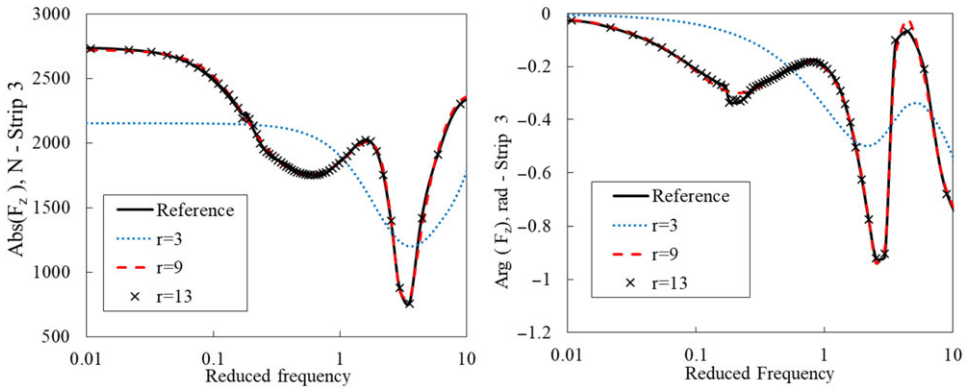 3000
2500
2000
1500
1000
500
Abs(Fz), N - Strip 3
Reference
r=3
r=9
r=13
0.01
0.1
1
10
Reduced frequency
0
−0.2
−0.4
−0.6
−0.8
−1
−1.2
Arg (Fz), rad - Strip 3
Reference
r=3
r=9
r=13
0.01
0.1
1
10
Reduced Frequency